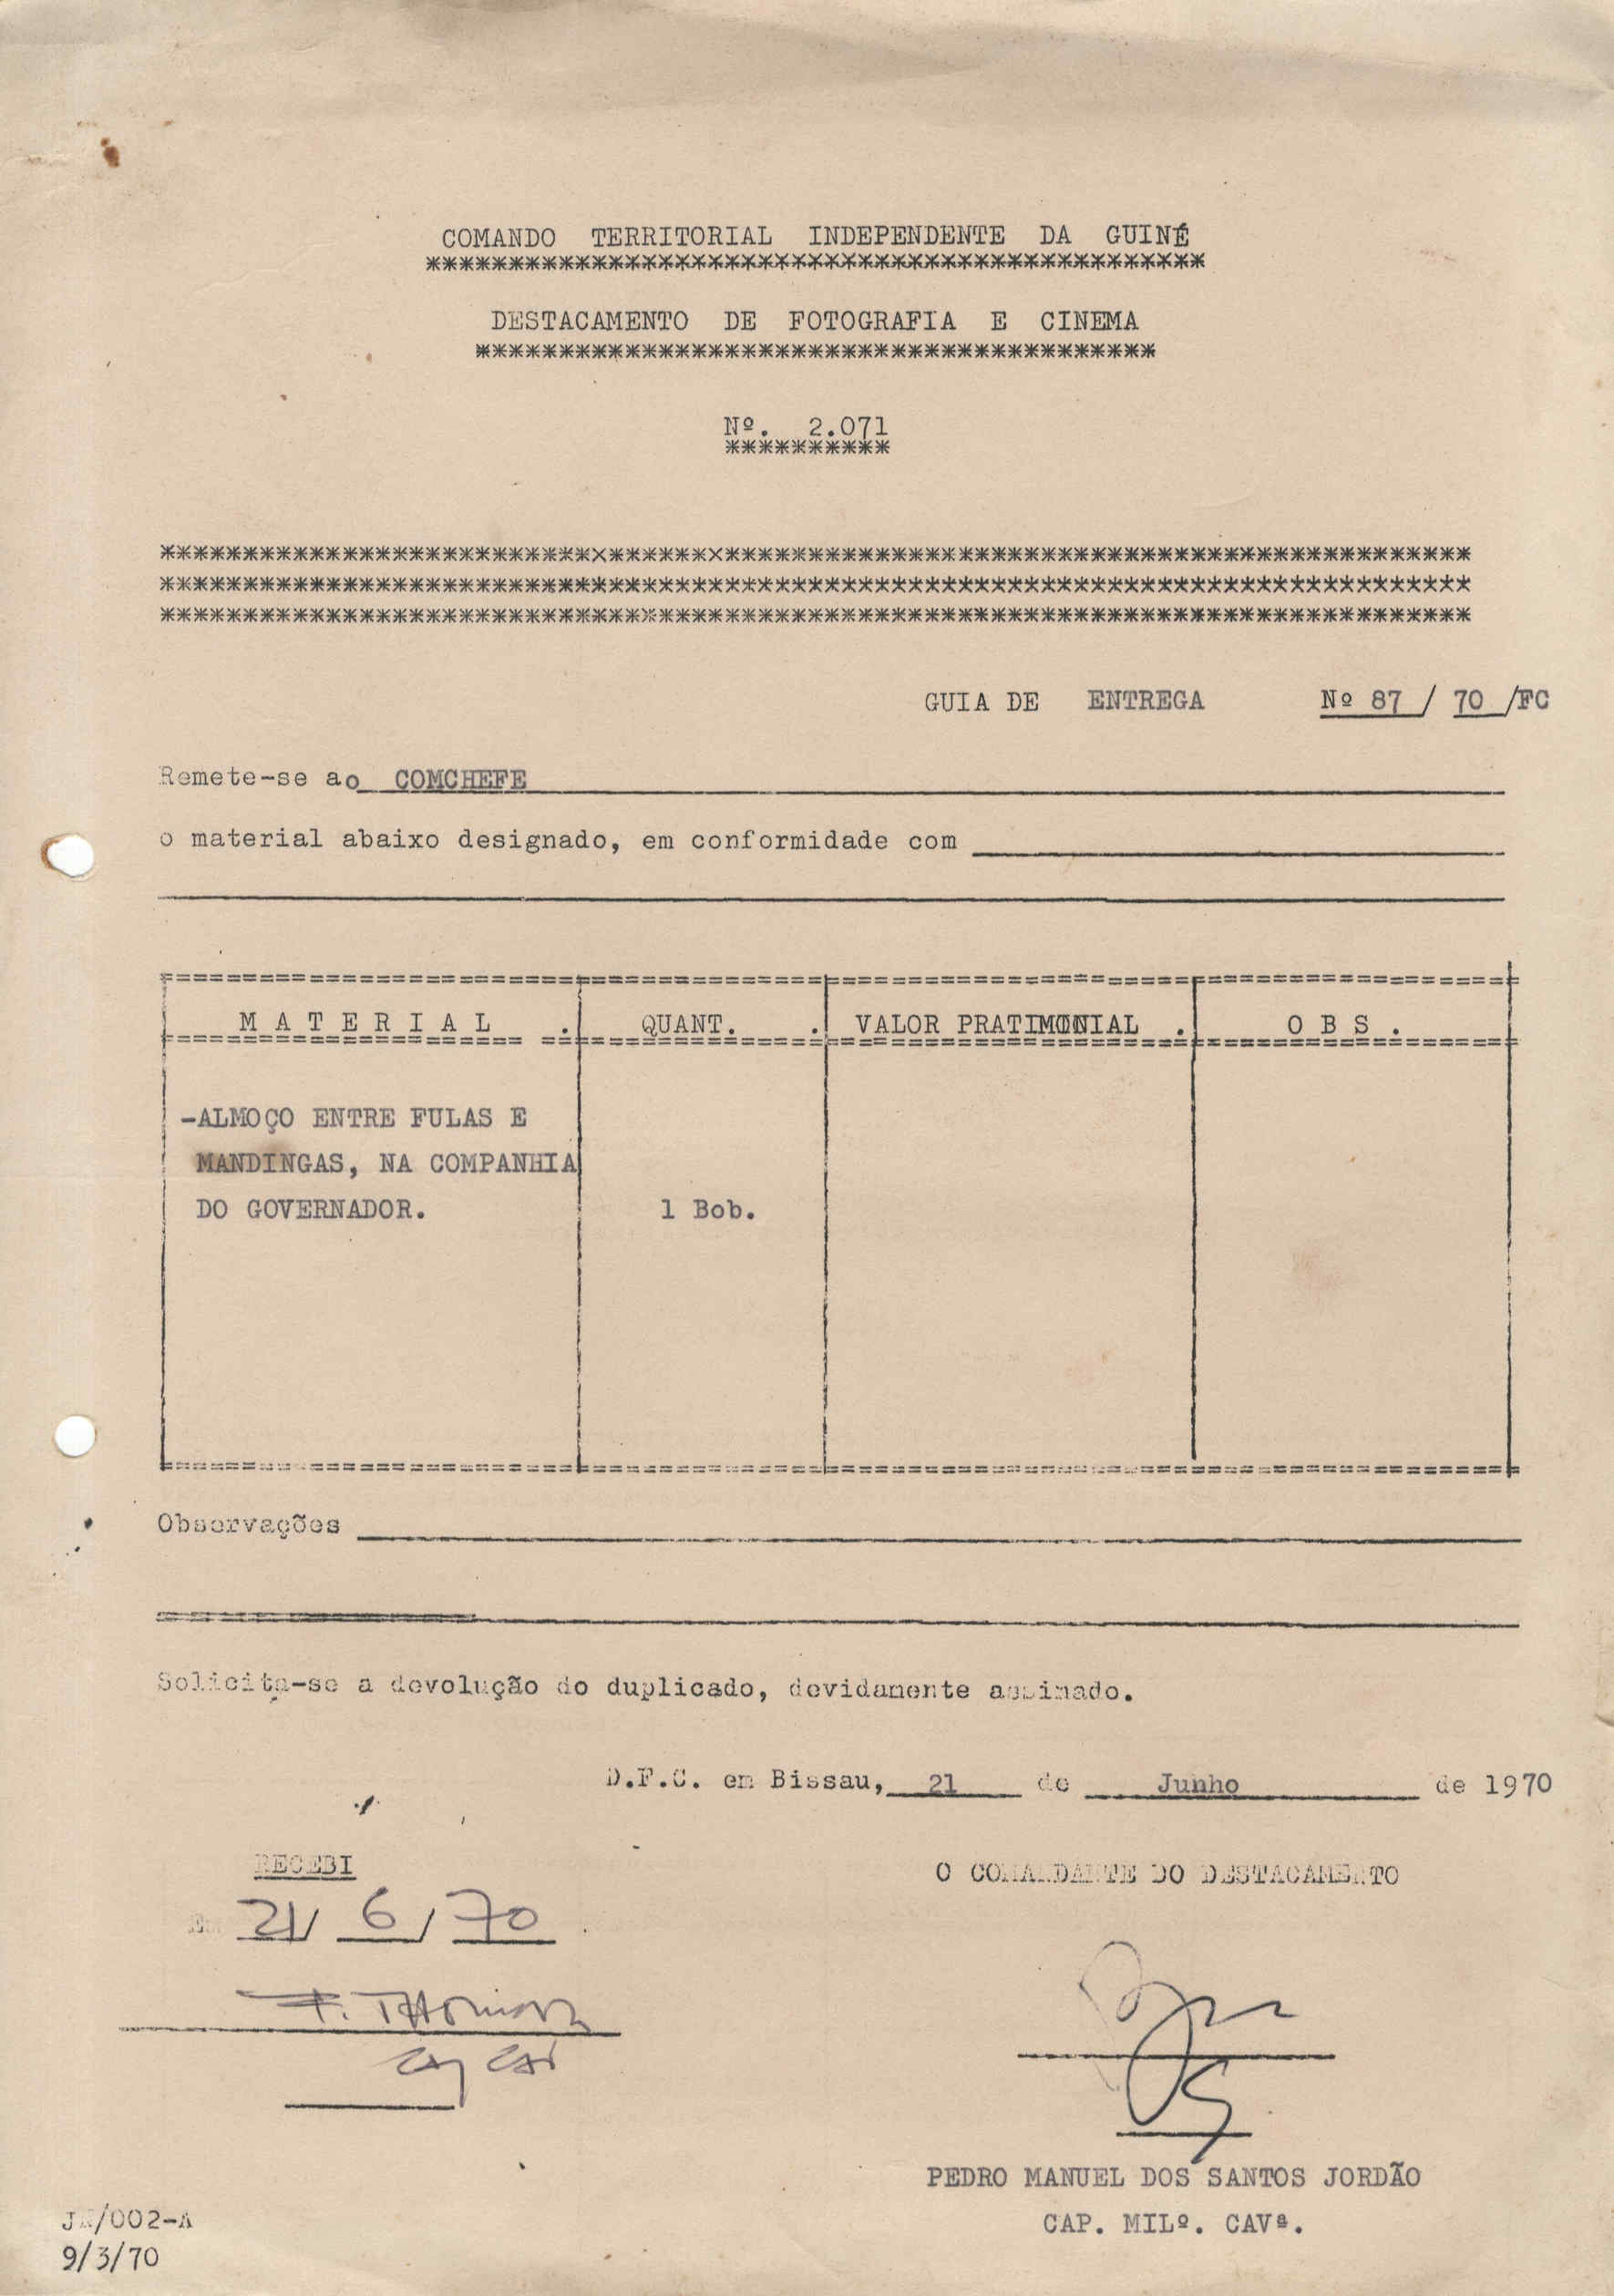 COMANDO TERRITORIAL INDEPENDENTE DA GUINÉ
***********************************************
DESTACAMENTO DE FOTOGRAFIA E CINEMA
*****************************************
Nº. 2.071
**********
*******************************************************************************
*******************************************************************************
*******************************************************************************
GUIA DE ENTREGA Nº 87 / 70 /FC
Remete-se ao COMCHEFE
o material abaixo designado, em conformidade com
M A T E R I A L . QUANT. . VALOR PRATIMONIAL . O B S .
-ALMOÇO ENTRE FULAS E
MANDINGAS, NA COMPANHIA
DO GOVERNADOR. 1 Bob.
Observações
Solicita-se a devolução do duplicado, devidamente assinado.
D.F.C. em Bissau, 21 de Junho de 1970
RECEBI O COMANDANTE DO DESTACAMENTO
Em 21/ 6 / 70
F.
PEDRO MANUEL DOS SANTOS JORDÃO
CAP. MILº. CAVª.
/002-A
9/3/70